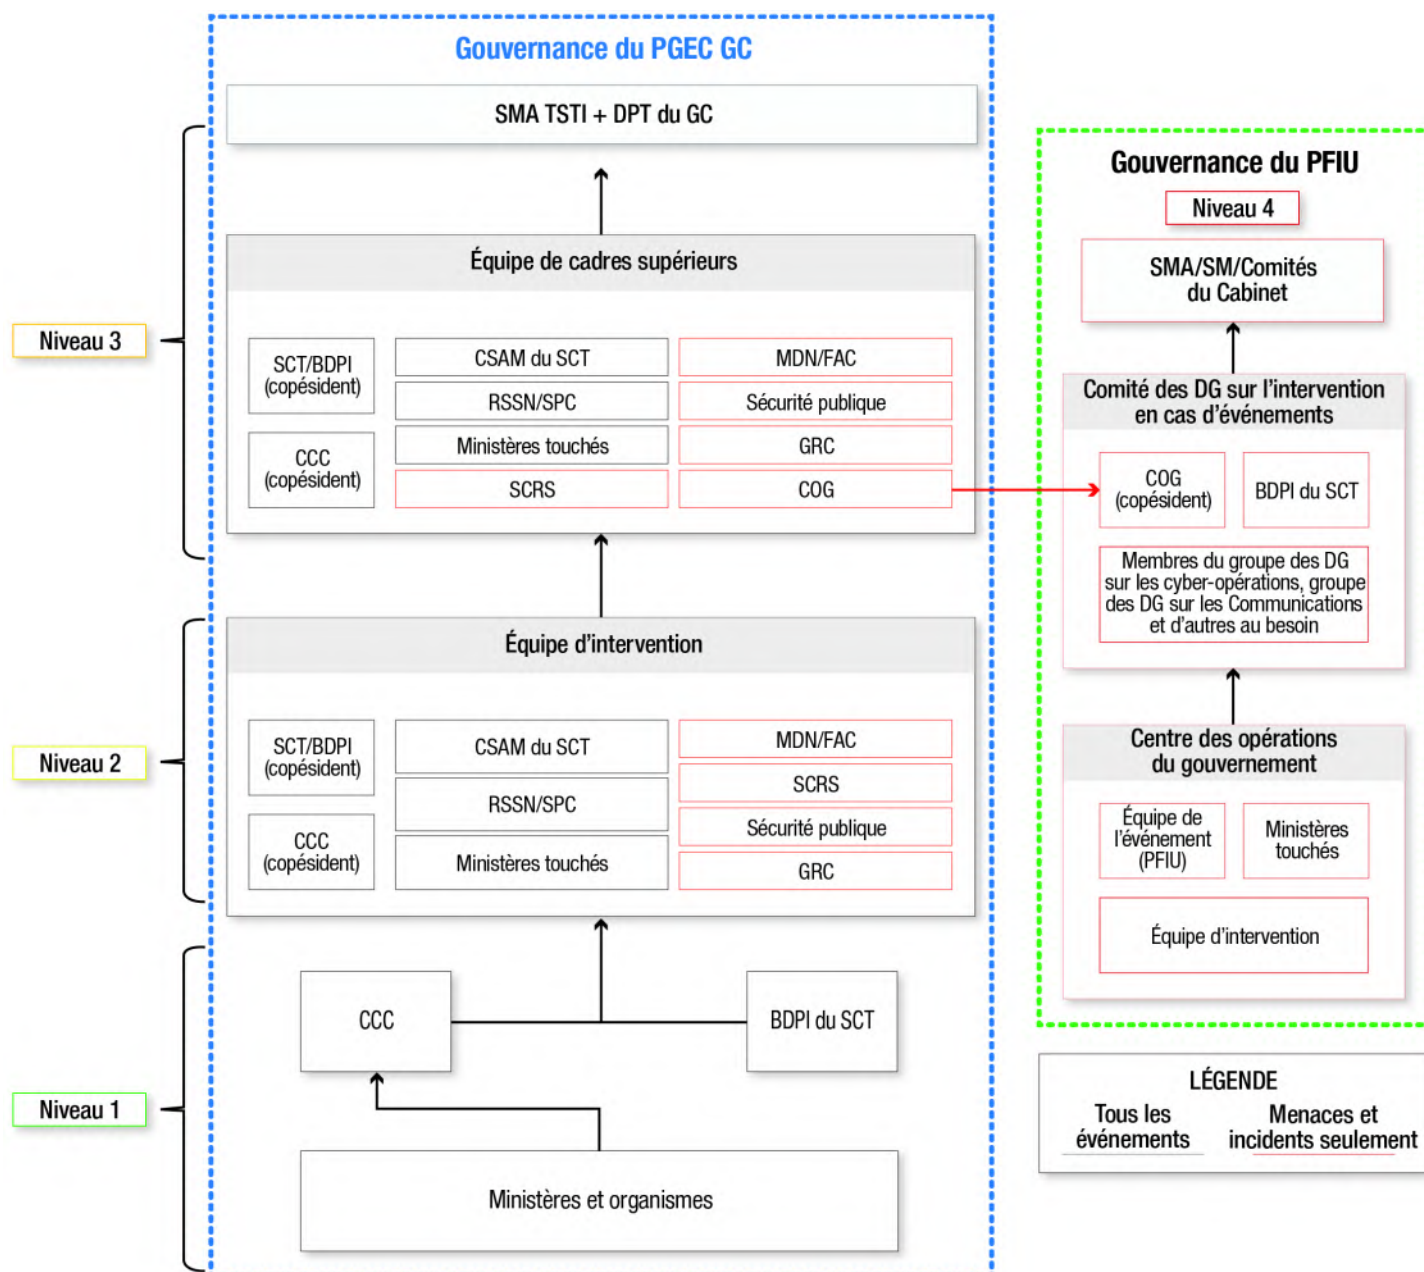 Gouvernance du PGEC GC
SMA TSTI + DPT du GC
Niveau 3
Équipe de cadres supérieurs
SCT/BDPI
(copésident)
CCC
(copésident)
CSAM du SCT
RSSN/SPC
Ministères touchés
SCRS
MDN/FAC
Sécurité publique
GRC
COG
Niveau 2
Équipe d'intervention
SCT/BDPI
(copésident)
CCC
(copésident)
CSAM du SCT
RSSN/SPC
Ministères touchés
MDN/FAC
SCRS
Sécurité publique
GRC
Niveau 1
CCC
BDPI du SCT
Ministères et organismes
Gouvernance du PFIU
Niveau 4
SMA/SM/Comités
du Cabinet
Comité des DG sur l'intervention
en cas d'événements
COG
(copésident)
BDPI du SCT
Membres du groupe des DG
sur les cyber-opérations, groupe
des DG sur les Communications
et d'autres au besoin
Centre des opérations
du gouvernement
Équipe de
l'événement
(PFIU)
Ministères
touchés
Équipe d'intervention
LÉGENDE
Tous les
événements
Menaces et
incidents seulement